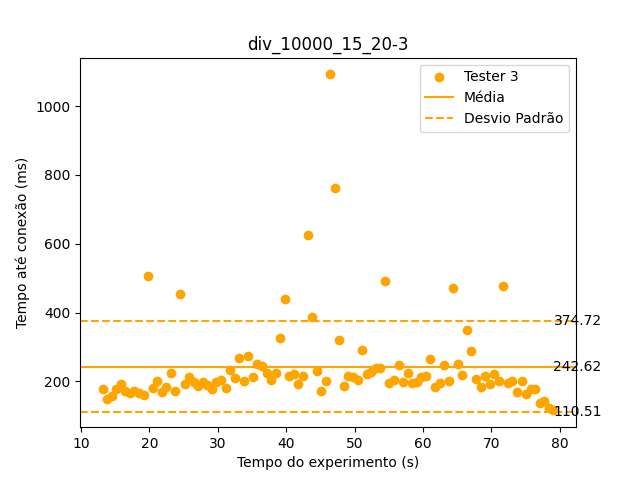 div_10000_15_20-3
Tester 3
Média
Desvio Padrão
Tempo até conexão (ms)
1000
800
600
400
200
374.72
242.62
110.51
10 20 30 40 50 60 70 80
Tempo do experimento (s)